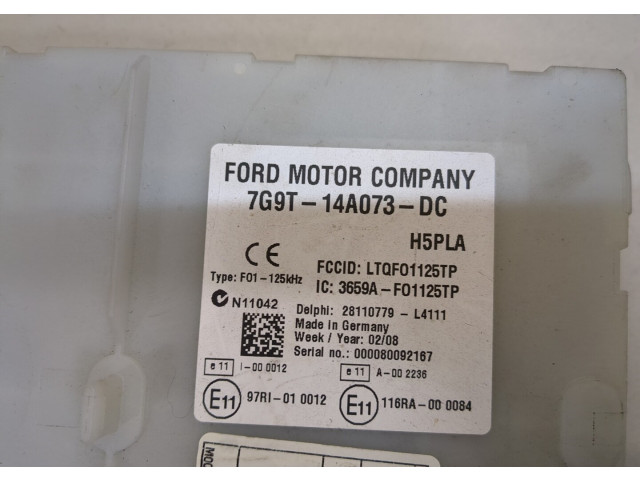 FORD MOTOR COMPANY
7G9T-14A073-DC
H5PLA
CE
FCCID: LTQF01125TP
Type: F01-125kHz
IC: 3659A-F01125TP
N11042
Delphi: 28110779 - L4111
Made in Germany
Week / Year: 02/08
Serial no.: 000080092167
e 11 I-00 0012
e 11 A-00 2236
E11 97RI-01 0012
E11 116RA-00 0084